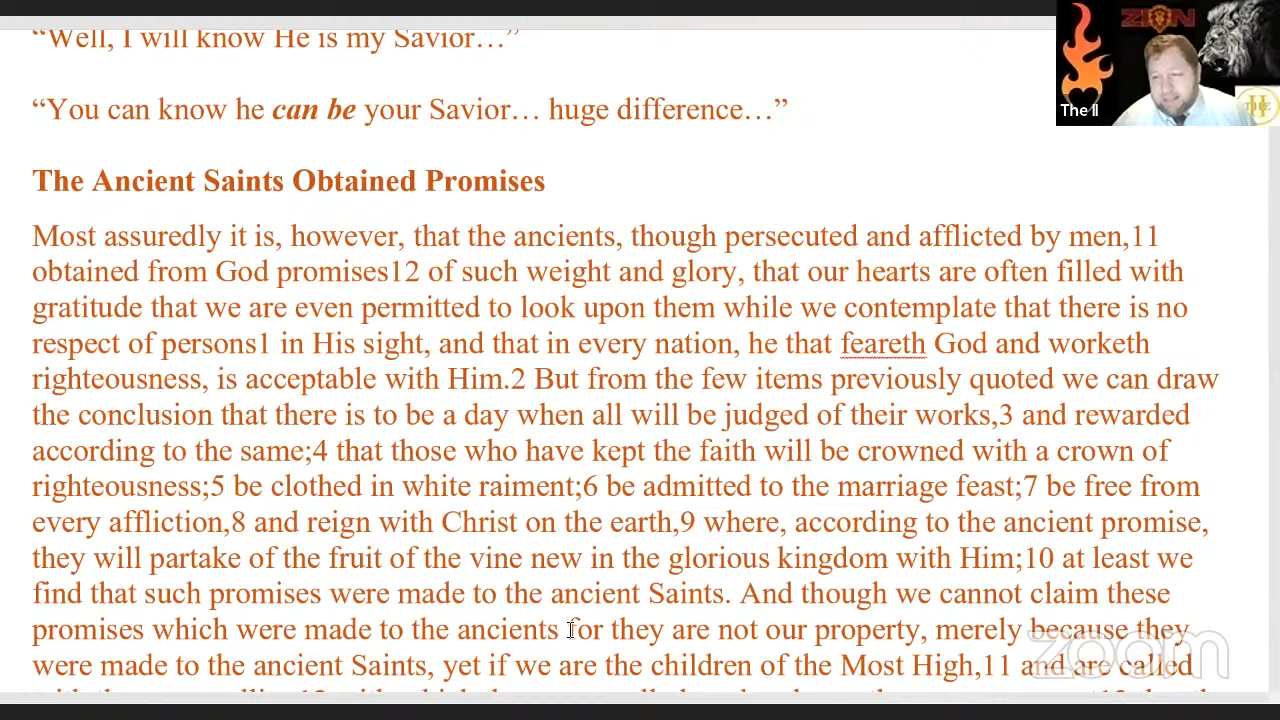 “Well, I will know He is my Savior…”
“You can know he can be your Savior… huge difference…”
The Ancient Saints Obtained Promises
Most assuredly it is, however, that the ancients, though persecuted and afflicted by men,11
obtained from God promises12 of such weight and glory, that our hearts are often filled with
gratitude that we are even permitted to look upon them while we contemplate that there is no
respect of persons1 in His sight, and that in every nation, he that feareth God and worketh
righteousness, is acceptable with Him.2 But from the few items previously quoted we can draw
the conclusion that there is to be a day when all will be judged of their works,3 and rewarded
according to the same;4 that those who have kept the faith will be crowned with a crown of
righteousness;5 be clothed in white raiment;6 be admitted to the marriage feast;7 be free from
every affliction,8 and reign with Christ on the earth,9 where, according to the ancient promise,
they will partake of the fruit of the vine new in the glorious kingdom with Him;10 at least we
find that such promises were made to the ancient Saints. And though we cannot claim these
promises which were made to the ancients for they are not our property, merely because they
were made to the ancient Saints, yet if we are the children of the Most High,11 and are called
ZION
The II
zoom